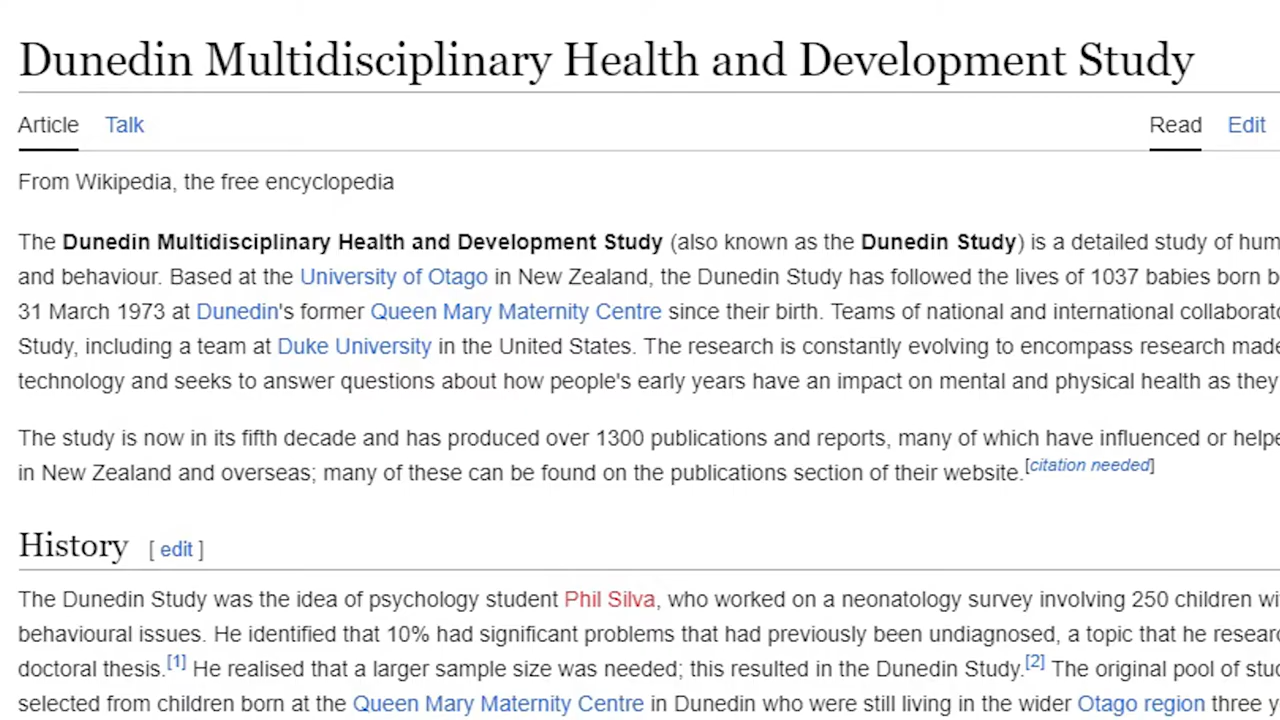 Dunedin Multidisciplinary Health and Development Study
Article Talk Read Edit
From Wikipedia, the free encyclopedia
The Dunedin Multidisciplinary Health and Development Study (also known as the Dunedin Study) is a detailed study of
and behaviour. Based at the University of Otago in New Zealand, the Dunedin Study has followed the lives of 1037 babies born
31 March 1973 at Dunedin's former Queen Mary Maternity Centre since their birth. Teams of national and international
Study, including a team at Duke University in the United States. The research is constantly evolving to encompass research
technology and seeks to answer questions about how people's early years have an impact on mental and physical health as they
The study is now in its fifth decade and has produced over 1300 publications and reports, many of which have influenced or
in New Zealand and overseas; many of these can be found on the publications section of their website.[citation needed]
History [ edit ]
The Dunedin Study was the idea of psychology student Phil Silva, who worked on a neonatology survey involving 250 children
behavioural issues. He identified that 10% had significant problems that had previously been undiagnosed, a topic that he
doctoral thesis.[1] He realised that a larger sample size was needed; this resulted in the Dunedin Study.[2] The original pool of
selected from children born at the Queen Mary Maternity Centre in Dunedin who were still living in the wider Otago region three